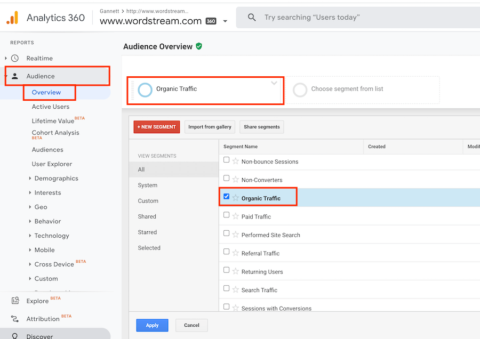 Analytics 360
Gannett > http://www.wordstream....
www.wordstream.com 360
Try searching "Users today"
REPORTS
Realtime
Audience
Overview
Active Users
Lifetime Value BETA
Cohort Analysis
BETA
Audiences
User Explorer
Demographics
Interests
Geo
Behavior
Technology
Mobile
Cross Device BETA
Custom
Explore BETA
Attribution BETA
Discover
Audience Overview
Organic Traffic
Choose segment from list
+ NEW SEGMENT
Import from gallery
Share segments
VIEW SEGMENTS
All
System
Custom
Shared
Starred
Selected
Segment Name
Created
Modi
Non-bounce Sessions
Non-Converters
Organic Traffic
Paid Traffic
Performed Site Search
Referral Traffic
Returning Users
Search Traffic
Sessions with Conversions
Apply
Cancel